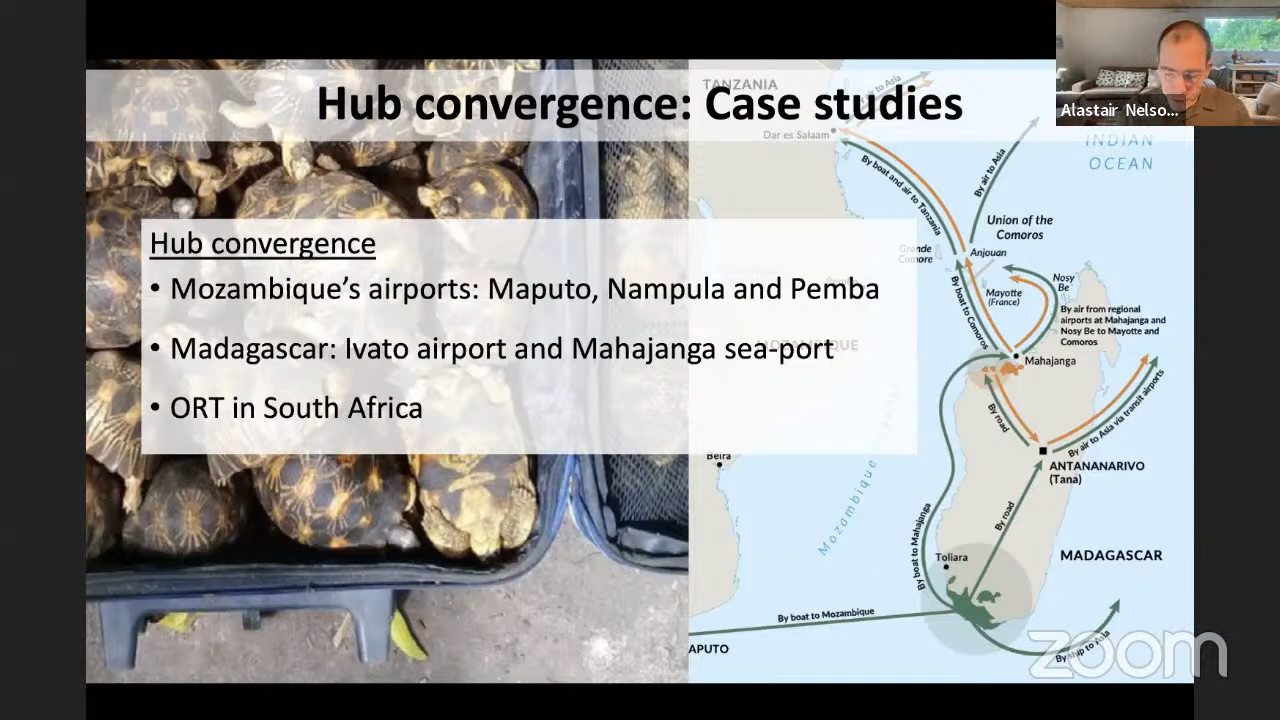 Hub convergence: Case studies
Alastair Nelso...
Hub convergence
• Mozambique's airports: Maputo, Nampula and Pemba
• Madagascar: Ivato airport and Mahajanga sea-port
• ORT in South Africa
TANZANIA
air to Asia
Dar es Salaam
INDIAN
OCEAN
By boat and air to Tanzania
By air to Asia
Union of the
Comoros
Grande
Comore
Anjouan
Nosy
Be
Mayotte
(France)
By boat to Comoros
By air from regional
airports at Mahajanga and
Nosy Be to Mayotte and
Comoros
MOZAMBIQUE
Mahajanga
By road
By air to Asia via transit airports
Beira
ANTANANARIVO
(Tana)
Mozambique
By road
By boat to Mahajanga
Toliara
MADAGASCAR
By boat to Mozambique
APUTO
By ship to Asia
zoom